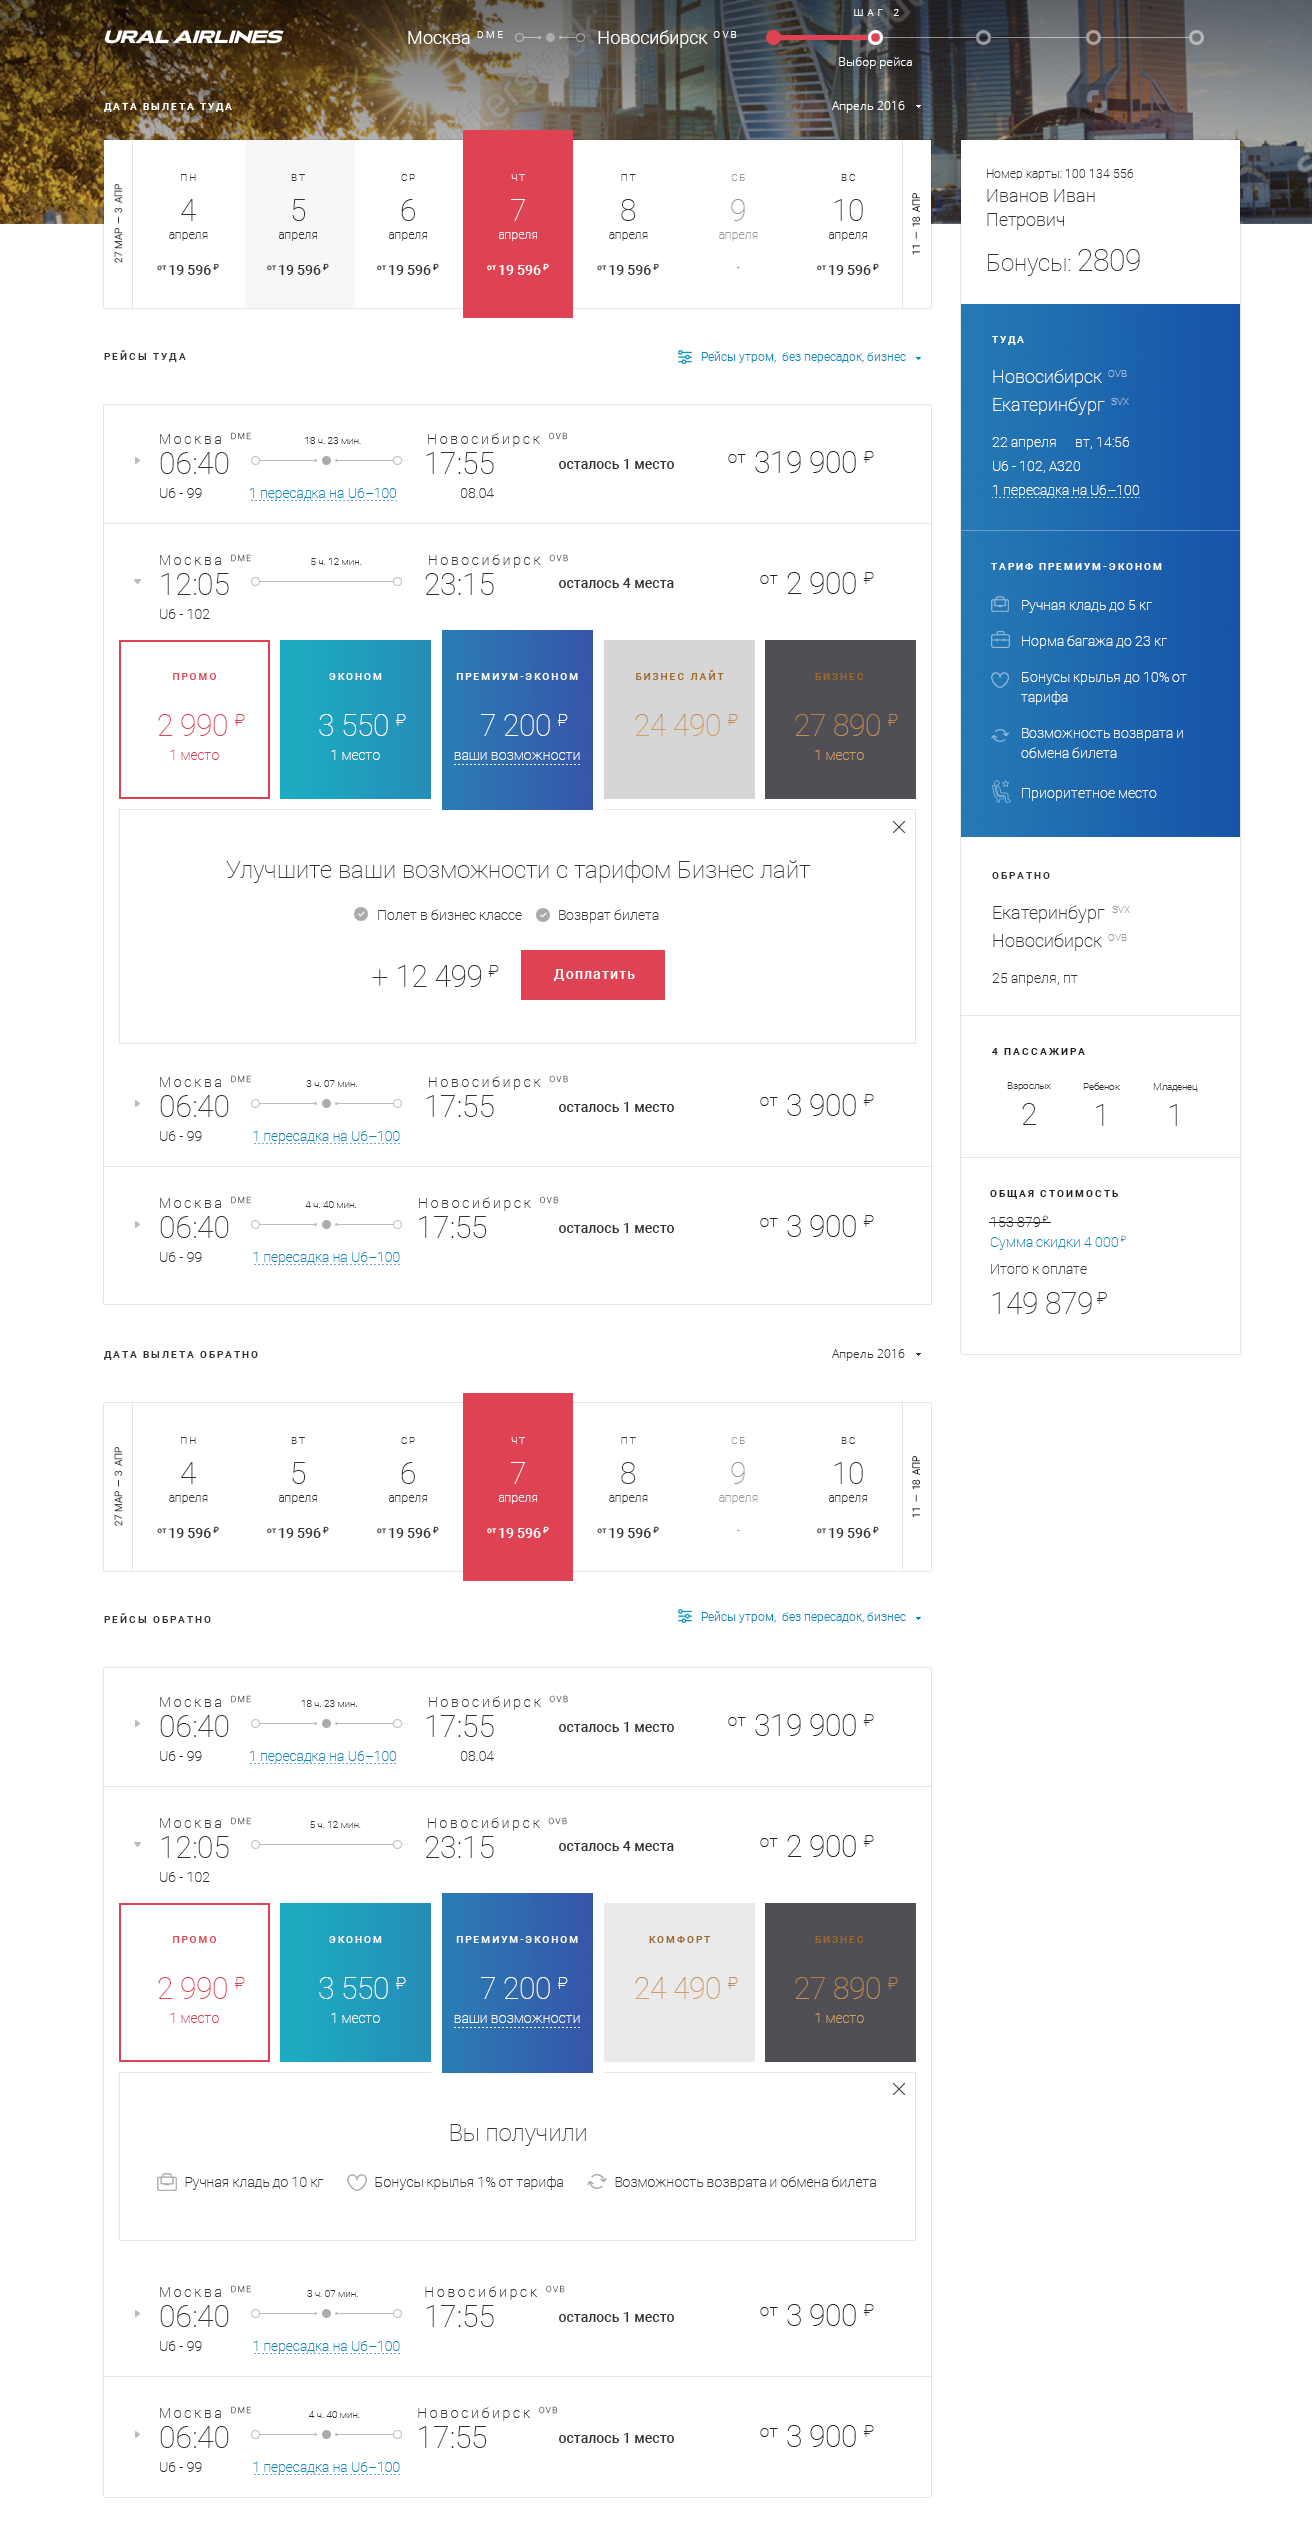 URAL AIRLINES
Москва DME
Новосибирск OVB
ШАГ 2
Выбор рейса
ДАТА ВЫЛЕТА ТУДА
Апрель 2016
27 МАР – 3 АПР
ПН
4
апреля
от 19 596 ₽
ВТ
5
апреля
от 19 596 ₽
СР
6
апреля
от 19 596 ₽
ЧТ
7
апреля
от 19 596 ₽
ПТ
8
апреля
от 19 596 ₽
СБ
9
апреля
-
ВС
10
апреля
от 19 596 ₽
11 – 18 АПР
РЕЙСЫ ТУДА
Рейсы утром, без пересадок, бизнес
Москва DME 18 ч. 23 мин. Новосибирск OVB
06:40 17:55 осталось 1 место от 319 900 ₽
U6 - 99 1 пересадка на U6–100 08.04
Москва DME 5 ч. 12 мин. Новосибирск OVB
12:05 23:15 осталось 4 места от 2 900 ₽
U6 - 102
ПРОМО
2 990 ₽
1 место
ЭКОНОМ
3 550 ₽
1 место
ПРЕМИУМ-ЭКОНОМ
7 200 ₽
ваши возможности
БИЗНЕС ЛАЙТ
24 490 ₽
БИЗНЕС
27 890 ₽
1 место
Улучшите ваши возможности с тарифом Бизнес лайт
Полет в бизнес классе Возврат билета
+ 12 499 ₽ Доплатить
Москва DME 3 ч. 07 мин. Новосибирск OVB
06:40 17:55 осталось 1 место от 3 900 ₽
U6 - 99 1 пересадка на U6–100
Москва DME 4 ч. 40 мин. Новосибирск OVB
06:40 17:55 осталось 1 место от 3 900 ₽
U6 - 99 1 пересадка на U6–100
ДАТА ВЫЛЕТА ОБРАТНО
Апрель 2016
27 МАР – 3 АПР
ПН
4
апреля
от 19 596 ₽
ВТ
5
апреля
от 19 596 ₽
СР
6
апреля
от 19 596 ₽
ЧТ
7
апреля
от 19 596 ₽
ПТ
8
апреля
от 19 596 ₽
СБ
9
апреля
-
ВС
10
апреля
от 19 596 ₽
11 – 18 АПР
РЕЙСЫ ОБРАТНО
Рейсы утром, без пересадок, бизнес
Москва DME 18 ч. 23 мин. Новосибирск OVB
06:40 17:55 осталось 1 место от 319 900 ₽
U6 - 99 1 пересадка на U6–100 08.04
Москва DME 5 ч. 12 мин. Новосибирск OVB
12:05 23:15 осталось 4 места от 2 900 ₽
U6 - 102
ПРОМО
2 990 ₽
1 место
ЭКОНОМ
3 550 ₽
1 место
ПРЕМИУМ-ЭКОНОМ
7 200 ₽
ваши возможности
КОМФОРТ
24 490 ₽
БИЗНЕС
27 890 ₽
1 место
Вы получили
Ручная кладь до 10 кг Бонусы крылья 1% от тарифа Возможность возврата и обмена билета
Москва DME 3 ч. 07 мин. Новосибирск OVB
06:40 17:55 осталось 1 место от 3 900 ₽
U6 - 99 1 пересадка на U6–100
Москва DME 4 ч. 40 мин. Новосибирск OVB
06:40 17:55 осталось 1 место от 3 900 ₽
U6 - 99 1 пересадка на U6–100
Номер карты: 100 134 556
Иванов Иван
Петрович
Бонусы: 2809
ТУДА
Новосибирск OVB
Екатеринбург SVX
22 апреля вт, 14:56
U6 - 102, A320
1 пересадка на U6–100
ТАРИФ ПРЕМИУМ-ЭКОНОМ
Ручная кладь до 5 кг
Норма багажа до 23 кг
Бонусы крылья до 10% от
тарифа
Возможность возврата и
обмена билета
Приоритетное место
ОБРАТНО
Екатеринбург SVX
Новосибирск OVB
25 апреля, пт
4 ПАССАЖИРА
Взрослых Ребенок Младенец
2 1 1
ОБЩАЯ СТОИМОСТЬ
153 879 ₽
Сумма скидки 4 000 ₽
Итого к оплате
149 879 ₽